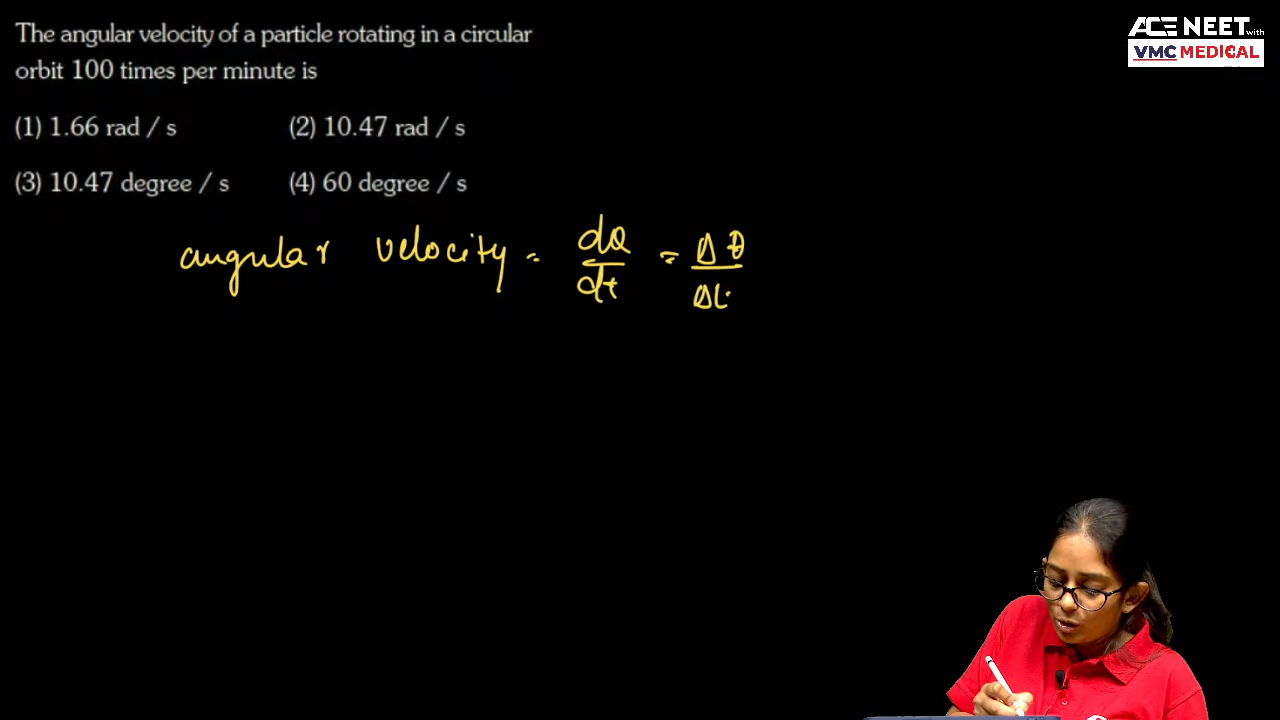 The angular velocity of a particle rotating in a circular
orbit 100 times per minute is
(1) 1.66 rad / s (2) 10.47 rad / s
(3) 10.47 degree / s (4) 60 degree / s
angular velocity = dθ/dt = Δθ/Δt
ACE NEET with
VMC MEDICAL